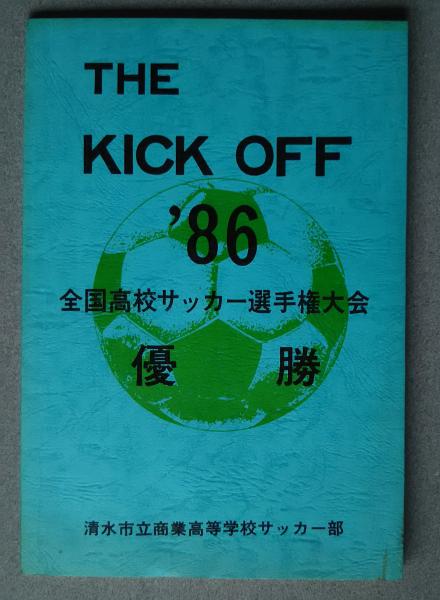 THE
KICK OFF
'86
全国高校サッカー選手権大会
優 勝
清水市立商業高等学校サッカー部